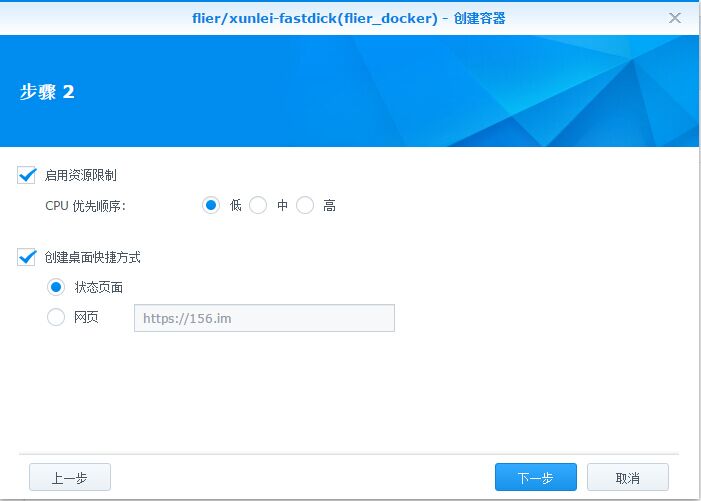 flier/xunlei-fastdick(flier_docker) - 创建容器
步骤 2
启用资源限制
CPU 优先顺序: 低 中 高
创建桌面快捷方式
状态页面
网页 https://156.im
上一步 下一步 取消